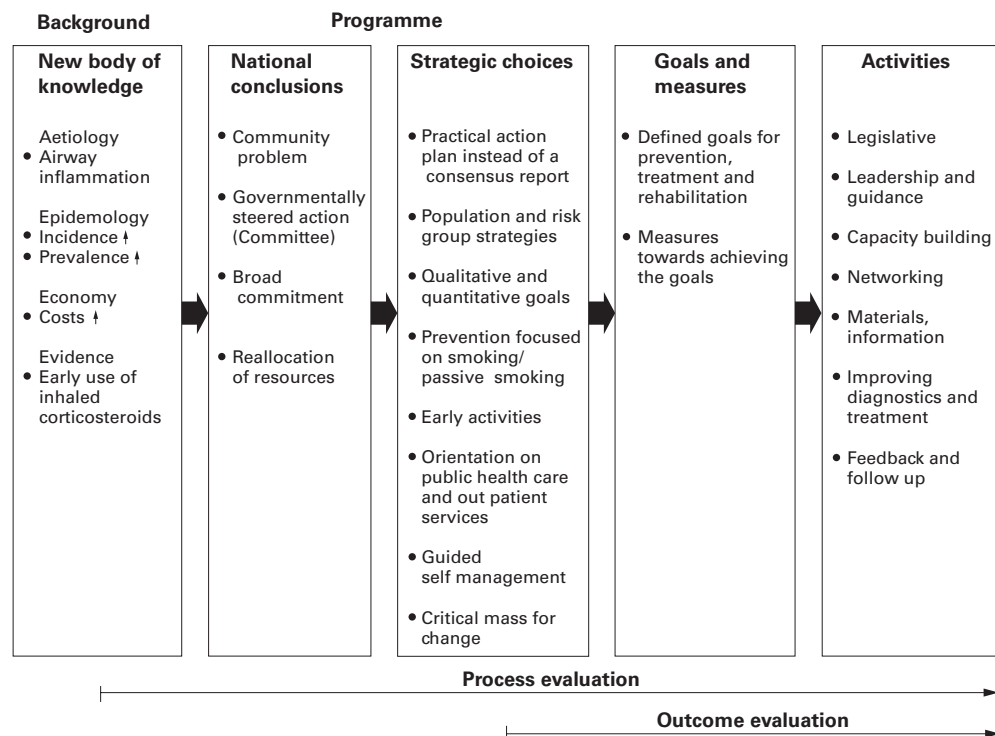 Background
Programme
New body of
knowledge
Aetiology
• Airway
inflammation
Epidemology
• Incidence ↑
• Prevalence ↑
Economy
• Costs ↑
Evidence
• Early use of
inhaled
corticosteroids
National
conclusions
• Community
problem
• Governmentally
steered action
(Committee)
• Broad
commitment
• Reallocation
of resources
Strategic choices
• Practical action
plan instead of a
consensus report
• Population and risk
group strategies
• Qualitative and
quantitative goals
• Prevention focused
on smoking/
passive smoking
• Early activities
• Orientation on
public health care
and out patient
services
• Guided
self management
• Critical mass for
change
Goals and
measures
• Defined goals for
prevention,
treatment and
rehabilitation
• Measures
towards achieving
the goals
Activities
• Legislative
• Leadership and
guidance
• Capacity building
• Networking
• Materials,
information
• Improving
diagnostics and
treatment
• Feedback and
follow up
Process evaluation
Outcome evaluation